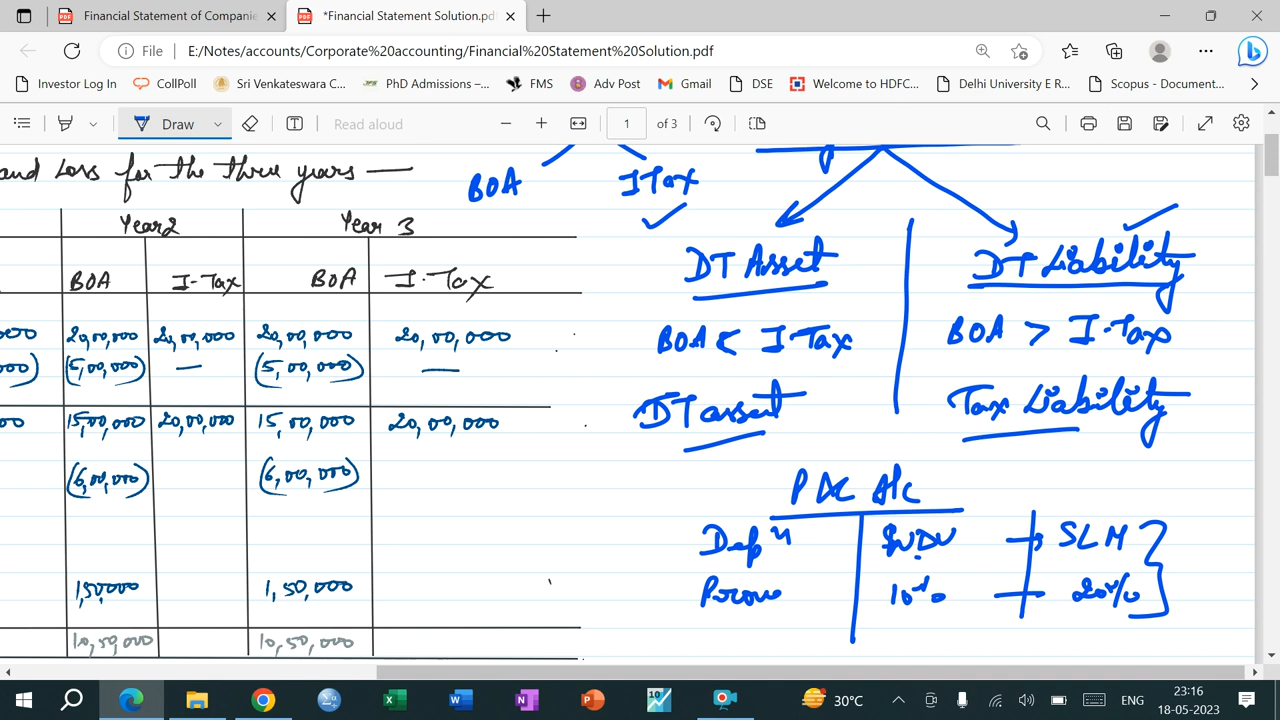 Financial Statement of Companie
*Financial Statement Solution.pdf
File E:/Notes/accounts/Corporate%20accounting/Financial%20Statement%20Solution.pdf
Investor Log In CollPoll Sri Venkateswara C... PhD Admissions –... FMS Adv Post Gmail DSE Welcome to HDFC... Delhi University E R... Scopus - Document...
Draw Read aloud 1 of 3
and Loss for the three years —
Year 2 Year 3
BOA I-Tax BOA I-Tax
000 20,00,000 20,00,000 20,00,000 20,00,000
000) (5,00,000) — (5,00,000) —
00 15,00,000 20,00,000 15,00,000 20,00,000
(6,00,000) (6,00,000)
1,50,000 1,50,000
10,50,000 10,50,000
BOA I Tax
DT Asset DT Liability
BOA < I-Tax BOA > I-Tax
DT asset Tax Liability
A/c
Depn WDV SLM
10% 20%
30°C ENG 23:16
18-05-2023